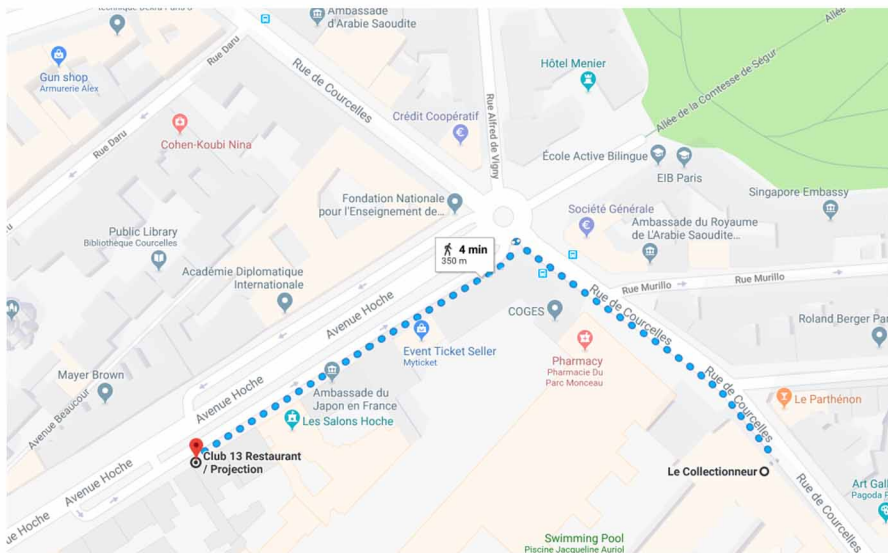 Technique Dento Paris 8
Ambassade
d'Arabie Saoudite
Rue Daru
Gun shop
Armurerie Alex
Rue de Courcelles
Hôtel Menier
Rue Alfred de Vigny
Allée de la Comtesse de Ségur
Crédit Coopératif
Rue Daru
Cohen-Koubi Nina
École Active Bilingue
EIB Paris
Fondation Nationale
pour l'Enseignement de...
Singapore Embassy
Société Générale
Public Library
Bibliothèque Courcelles
Ambassade du Royaume
de L'Arabie Saoudite...
4 min
350 m
Académie Diplomatique
Internationale
Rue Murillo
Rue Murillo
Avenue Hoche
Rue de Courcelles
COGES
Roland Berger Par
Event Ticket Seller
Myticket
Pharmacy
Pharmacie Du
Parc Monceau
Mayer Brown
Avenue Beaucour
Avenue Hoche
Ambassade du
Japon en France
Rue de Courcelles
Le Parthénon
Les Salons Hoche
Club 13 Restaurant
/ Projection
Avenue Hoche
Le Collectionneur
Rue de Courcelles
Art Gall
Pagoda P
Avenue Hoche
Swimming Pool
Piscine Jacqueline Auriol